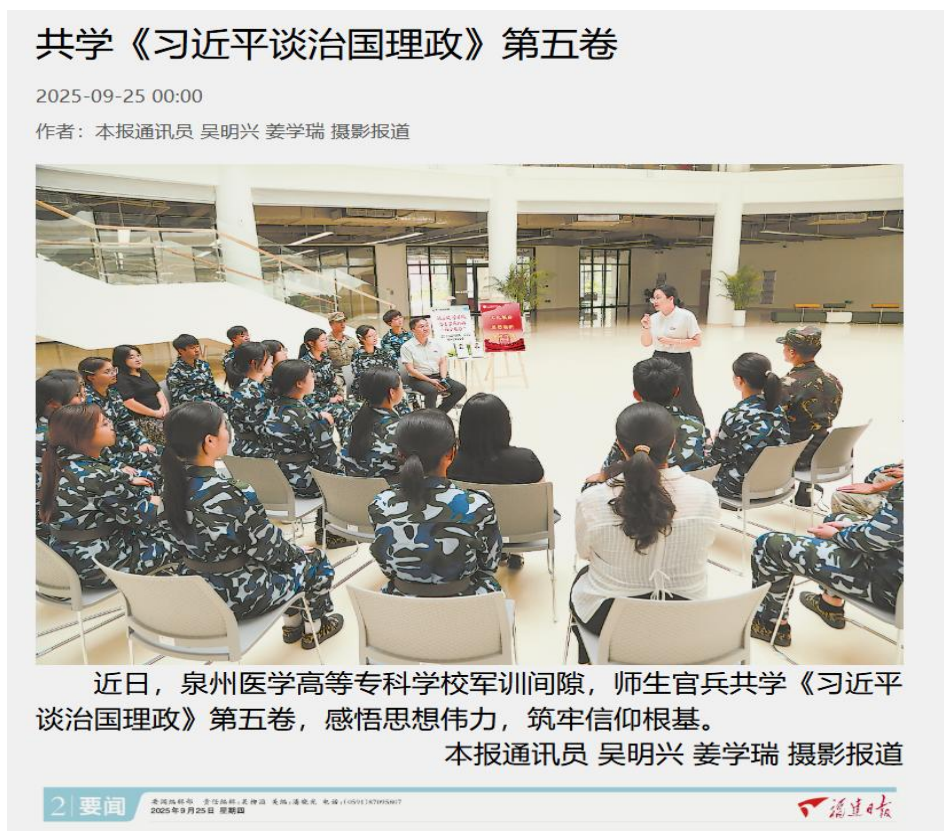 共学《习近平谈治国理政》第五卷
2025-09-25 00:00
作者：本报通讯员 吴明兴 姜学瑞 摄影报道
近日，泉州医学高等专科学校军训间隙，师生官兵共学《习近平
谈治国理政》第五卷，感悟思想伟力，筑牢信仰根基。
本报通讯员 吴明兴 姜学瑞 摄影报道
2 要闻
2025年9月25日 星期四
福建日报